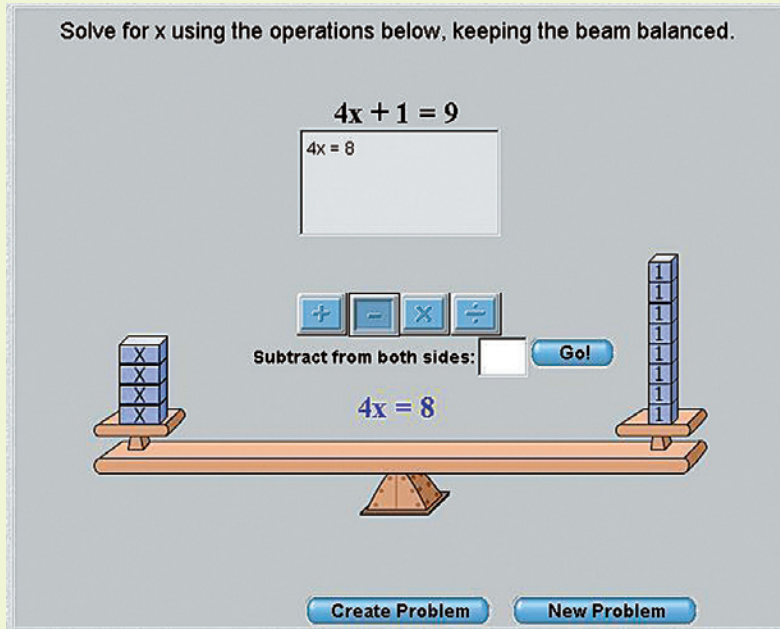 Solve for x using the operations below, keeping the beam balanced.
4x + 1 = 9
4x = 8
+ − × ÷
Subtract from both sides: Go!
4x = 8
X
X
X
X
1
1
1
1
1
1
1
1
Create Problem New Problem